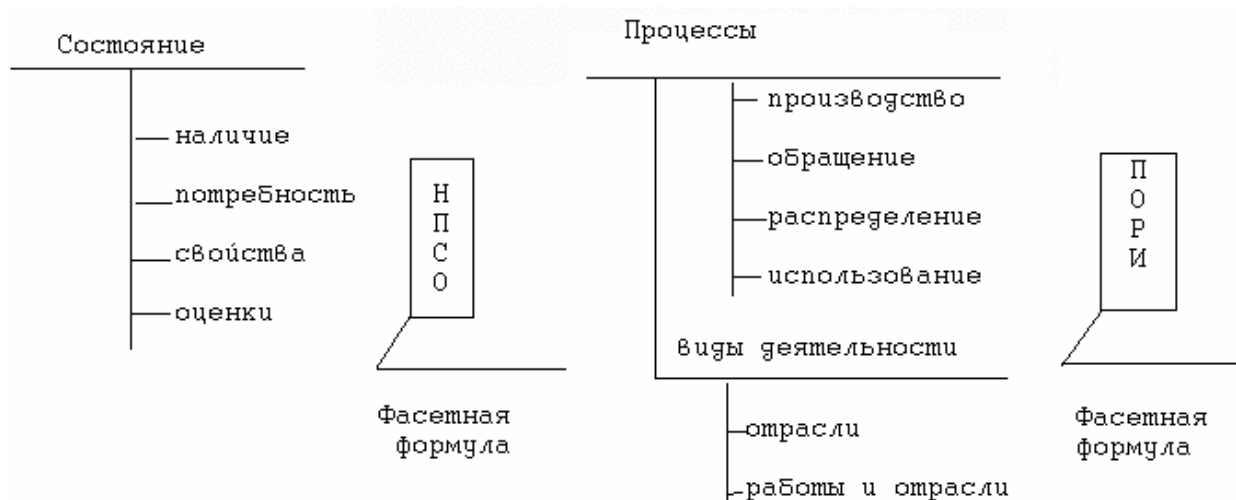 Состояние
наличие
потребность
свойства
оценки
Н
П
С
О
Фасетная
формула
Процессы
производство
обращение
распределение
использование
виды деятельности
отрасли
работы и отрасли
П
О
Р
И
Фасетная
формула